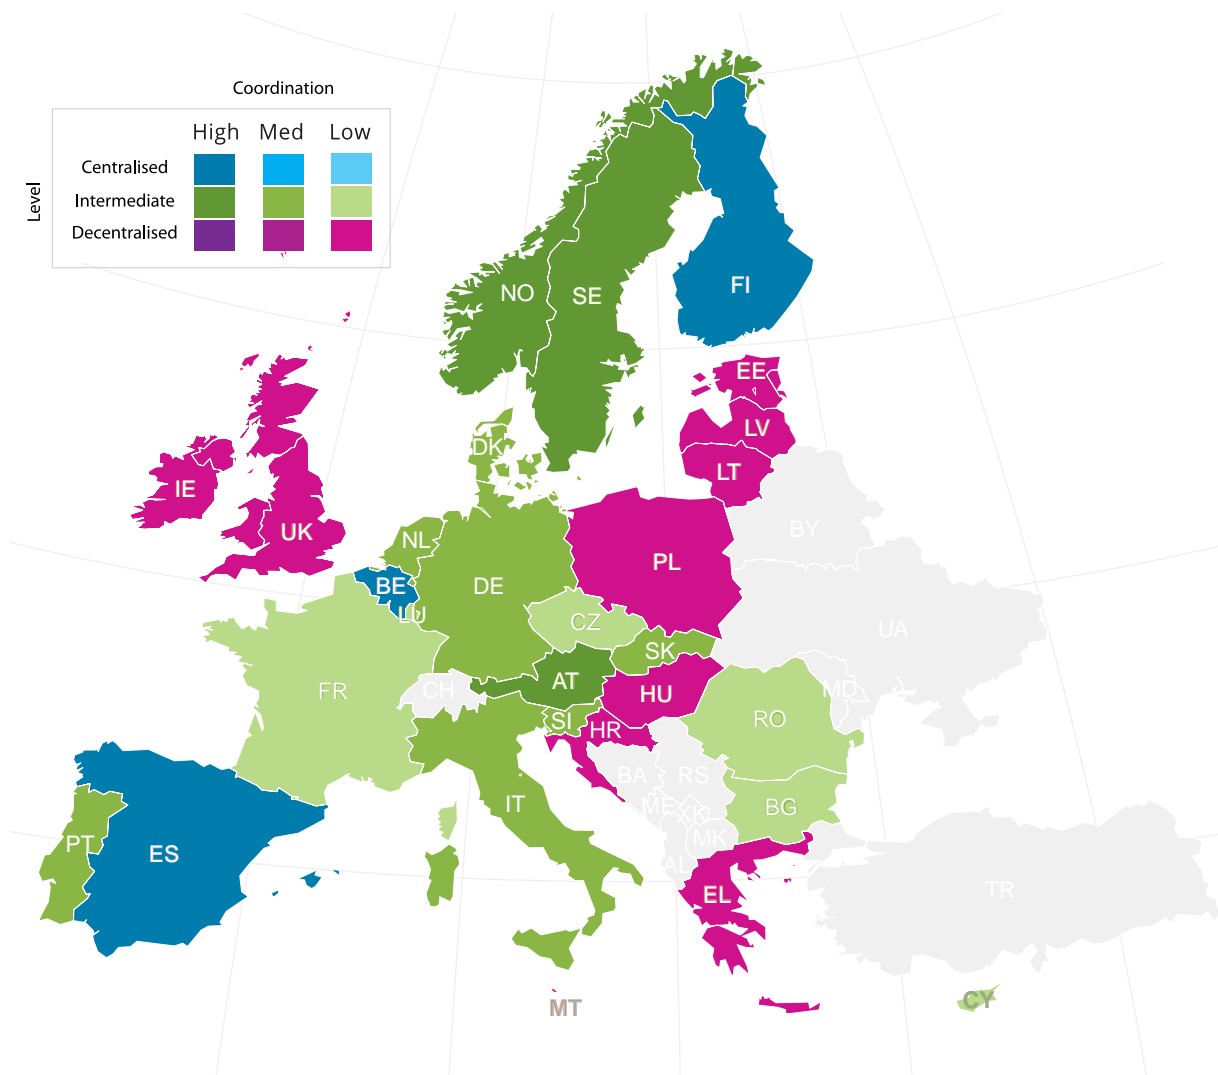 Coordination
High Med Low
Centralised
Level
Intermediate
Decentralised
NO
SE
FI
EE
LV
LT
DK
IE
UK
NL
BY
PL
BE
DE
LU
CZ
UA
SK
AT
FR
CH
HU
MD
SI
HR
RO
BA
RS
IT
ME
XK
BG
MK
PT
ES
AL
EL
TR
MT
CY